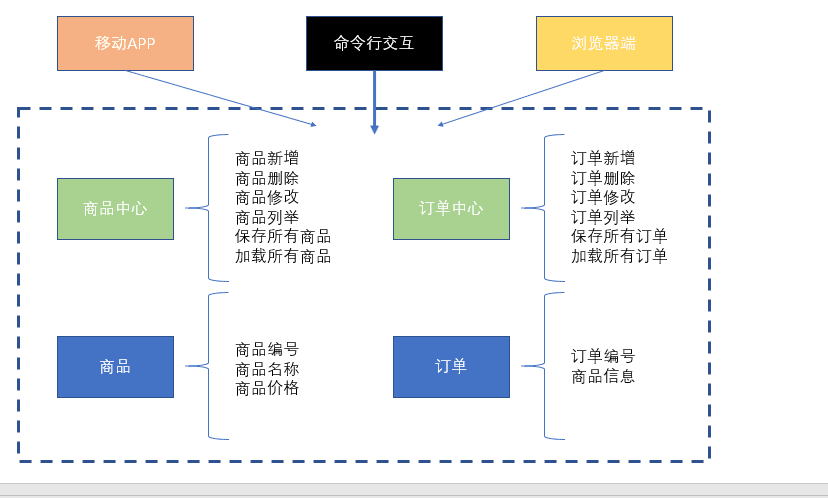 移动APP
命令行交互
浏览器端
商品中心
商品新增
商品删除
商品修改
商品列举
保存所有商品
加载所有商品
订单中心
订单新增
订单删除
订单修改
订单列举
保存所有订单
加载所有订单
商品
商品编号
商品名称
商品价格
订单
订单编号
商品信息